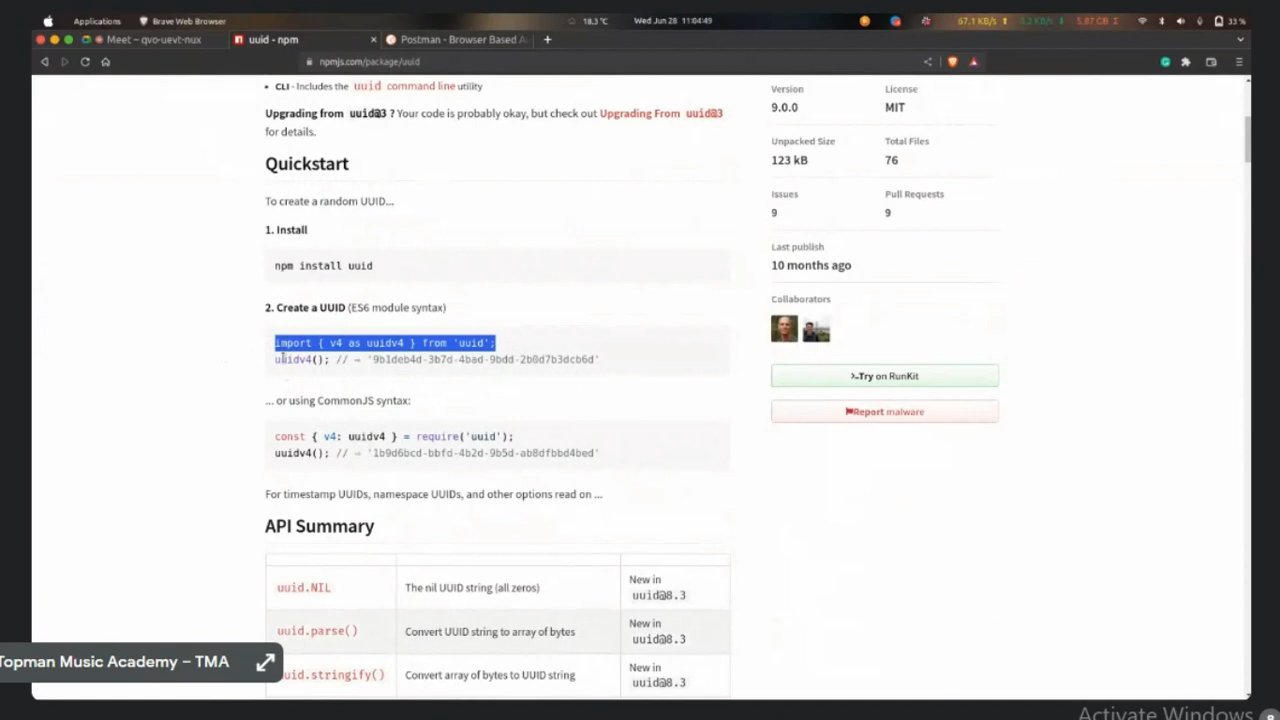 Applications
Brave Web Browser
18.3°C
Wed Jun 28 11:04:49
67.1 KB/s
5.87 GB
33 %
Meet – qvo-uevt-nux
uuid - npm
Postman - Browser Based A
npmjs.com/package/uuid
CLI - Includes the uuid command line utility
Upgrading from uuid@3 ? Your code is probably okay, but check out Upgrading From uuid@3
for details.
Quickstart
To create a random UUID...
1. Install
npm install uuid
2. Create a UUID (ES6 module syntax)
import { v4 as uuidv4 } from 'uuid';
uuidv4(); // ⇨ '9b1deb4d-3b7d-4bad-9bdd-2b0d7b3dcb6d'
... or using CommonJS syntax:
const { v4: uuidv4 } = require('uuid');
uuidv4(); // ⇨ '1b9d6bcd-bbfd-4b2d-9b5d-ab8dfbbd4bed'
For timestamp UUIDs, namespace UUIDs, and other options read on ...
API Summary
uuid.NIL
The nil UUID string (all zeros)
New in
uuid@8.3
uuid.parse()
Convert UUID string to array of bytes
New in
uuid@8.3
uuid.stringify()
Convert array of bytes to UUID string
New in
uuid@8.3
Version
License
9.0.0
MIT
Unpacked Size
Total Files
123 kB
76
Issues
Pull Requests
9
9
Last publish
10 months ago
Collaborators
Try on RunKit
Report malware
Topman Music Academy – TMA
Activate Windows